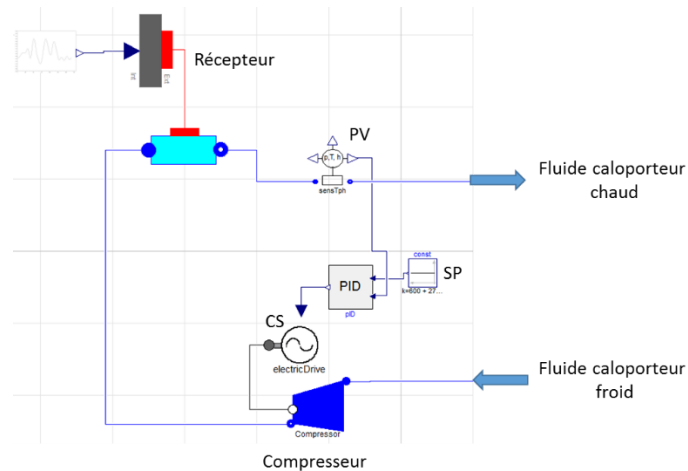 Récepteur
PV
p,T, h
sensTph
Fluide caloporteur
chaud
const
SP
PID
k=600 + 27...
pID
CS
electricDrive
Fluide caloporteur
froid
Compressor
Compresseur